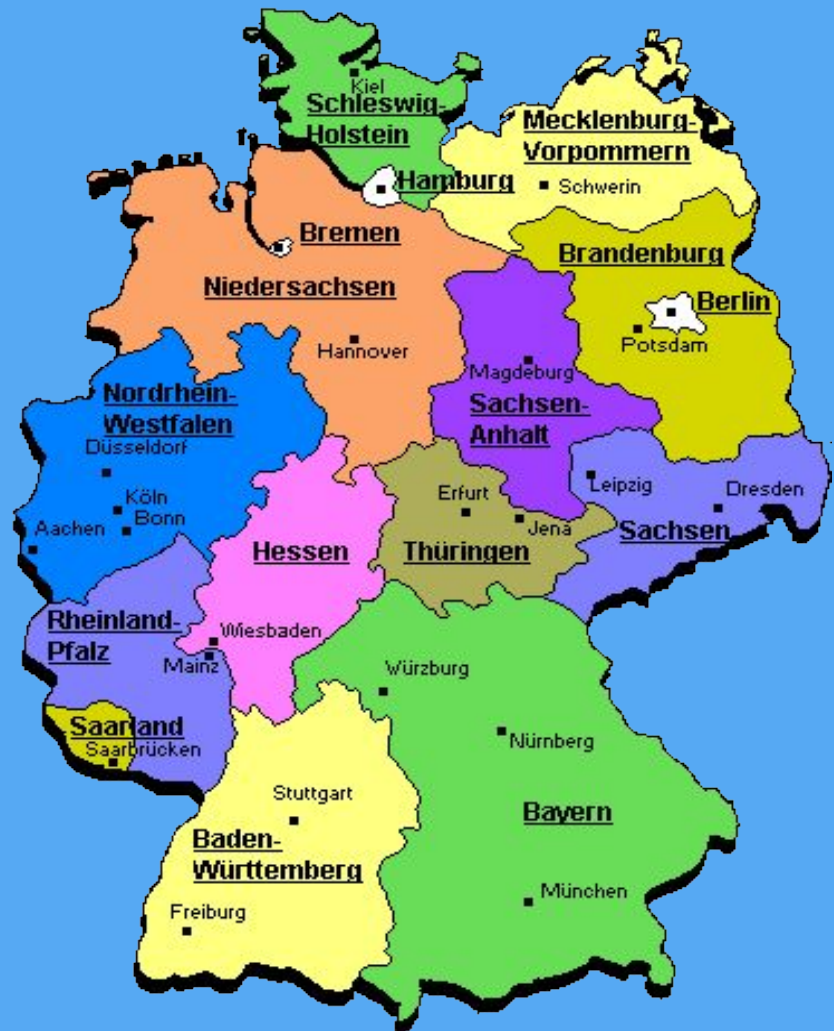 Kiel
Schleswig-
Holstein
Mecklenburg-
Vorpommern
Hamburg
Schwerin
Bremen
Brandenburg
Niedersachsen
Berlin
Potsdam
Hannover
Magdeburg
Nordrhein-
Westfalen
Sachsen-
Anhalt
Düsseldorf
Leipzig
Köln
Erfurt
Dresden
Aachen
Bonn
Jena
Sachsen
Hessen
Thüringen
Rheinland-
Pfalz
Wiesbaden
Mainz
Würzburg
Saarland
Saarbrücken
Nürnberg
Stuttgart
Bayern
Baden-
Württemberg
München
Freiburg